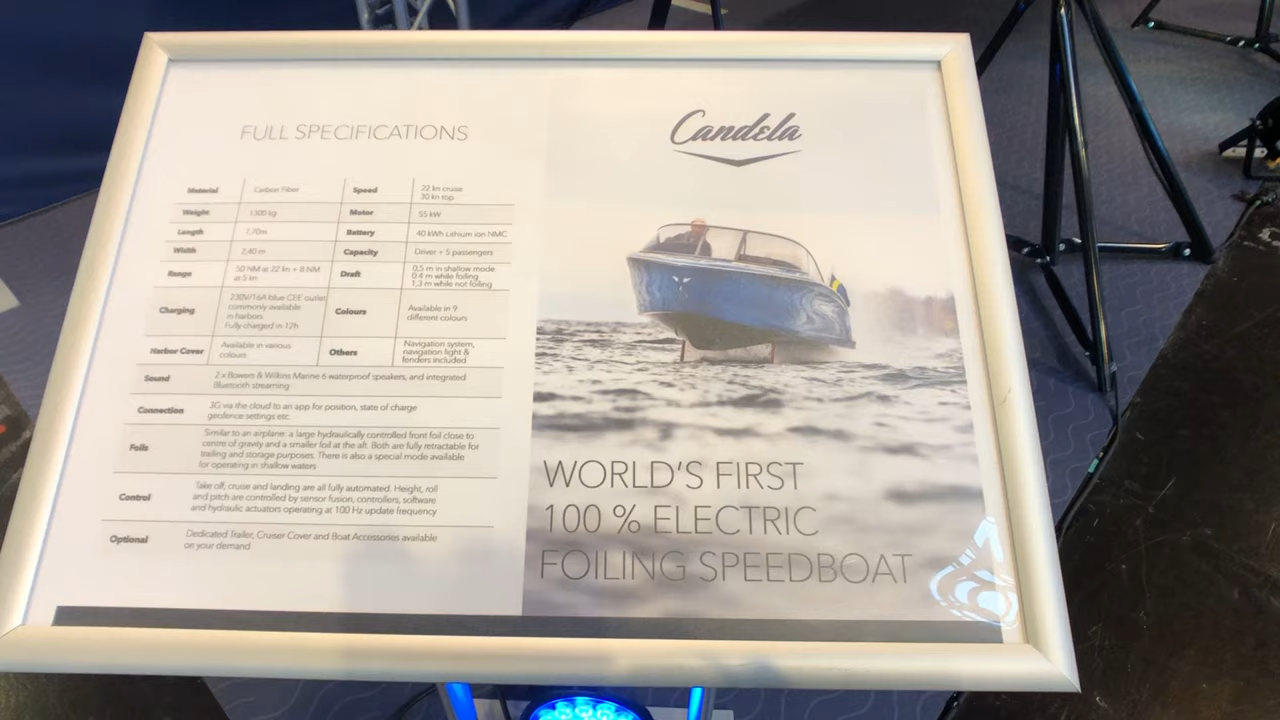 FULL SPECIFICATIONS
Material Carbon Fiber Speed 22 kn cruise
30 kn top
Weight 1300 kg Motor 55 kW
Length 7,70m Battery 40 kWh Lithium ion NMC
Width 2,40 m Capacity Driver + 5 passengers
Range 50 NM at 22 kn + 8 NM
at 5 kn
Draft 0,5 m in shallow mode
0.4 m while foiling
1,3 m while not foiling
Charging 230V/16A blue CEE outlet
commonly available
in harbors
Fully charged in 12h
Colours Available in 9
different colours
Harbor Cover Available in various
colours
Others Navigation system,
navigation light &
fenders included
Sound 2 x Bowers & Wilkins Marine 6 waterproof speakers, and integrated
Bluetooth streaming
Connection 3G via the cloud to an app for position, state of charge
geofence settings etc.
Foils Similar to an airplane: a large hydraulically controlled front foil close to
centre of gravity and a smaller foil at the aft. Both are fully retractable for
trailing and storage purposes. There is also a special mode available
for operating in shallow waters
Control Take off, cruise and landing are all fully automated. Height, roll
and pitch are controlled by sensor fusion, controllers, software
and hydraulic actuators operating at 100 Hz update frequency
Optional Dedicated Trailer, Cruiser Cover and Boat Accessories available
on your demand
Candela
WORLD'S FIRST
100 % ELECTRIC
FOILING SPEEDBOAT